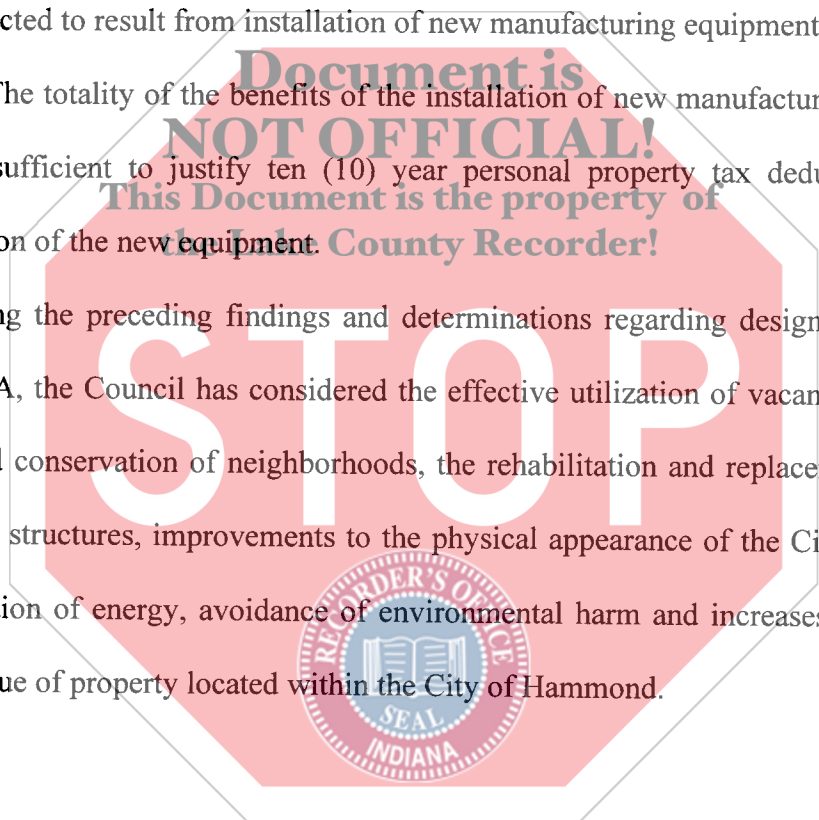 cted to result from installation of new manufacturing equipment
Document is
The totality of the benefits of the installation of new manufactur
NOT OFFICIAL!
sufficient to justify ten (10) year personal property tax dedu
This Document is the property of
on of the new equipment.
the Lake County Recorder!
ng the preceding findings and determinations regarding design
STOP
A, the Council has considered the effective utilization of vacan
l conservation of neighborhoods, the rehabilitation and replace
structures, improvements to the physical appearance of the Ci
ion of energy, avoidance of environmental harm and increases
ue of property located within the City of Hammond.
RECORDER'S OFFICE
SEAL
INDIANA